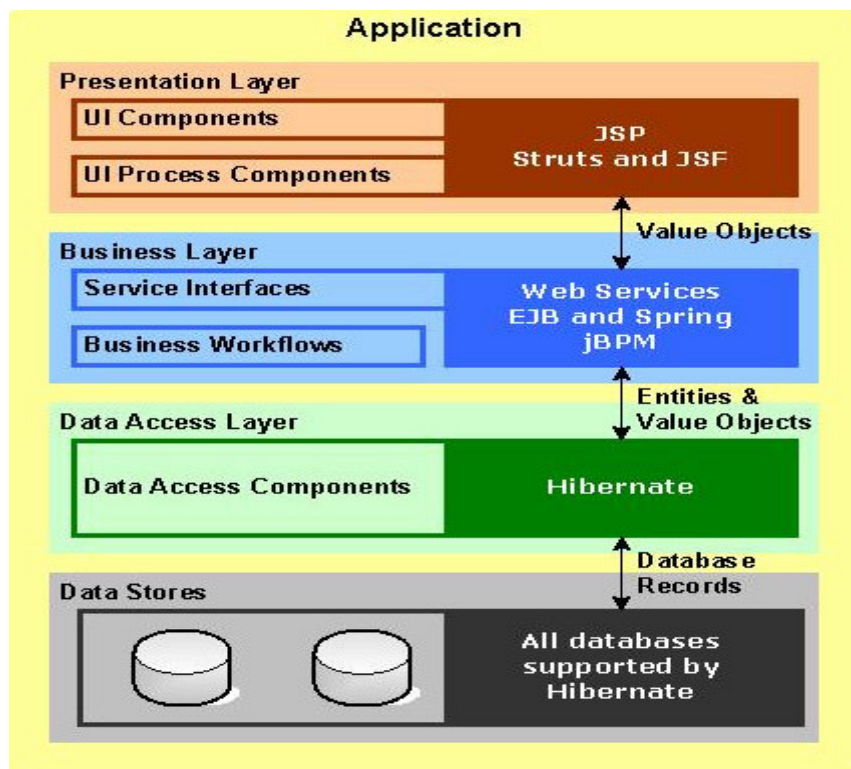 Application
Presentation Layer
UI Components
UI Process Components
JSP
Struts and JSF
Value Objects
Business Layer
Service Interfaces
Business Workflows
Web Services
EJB and Spring
jBPM
Entities &
Value Objects
Data Access Layer
Data Access Components
Hibernate
Database
Records
Data Stores
All databases
supported by
Hibernate